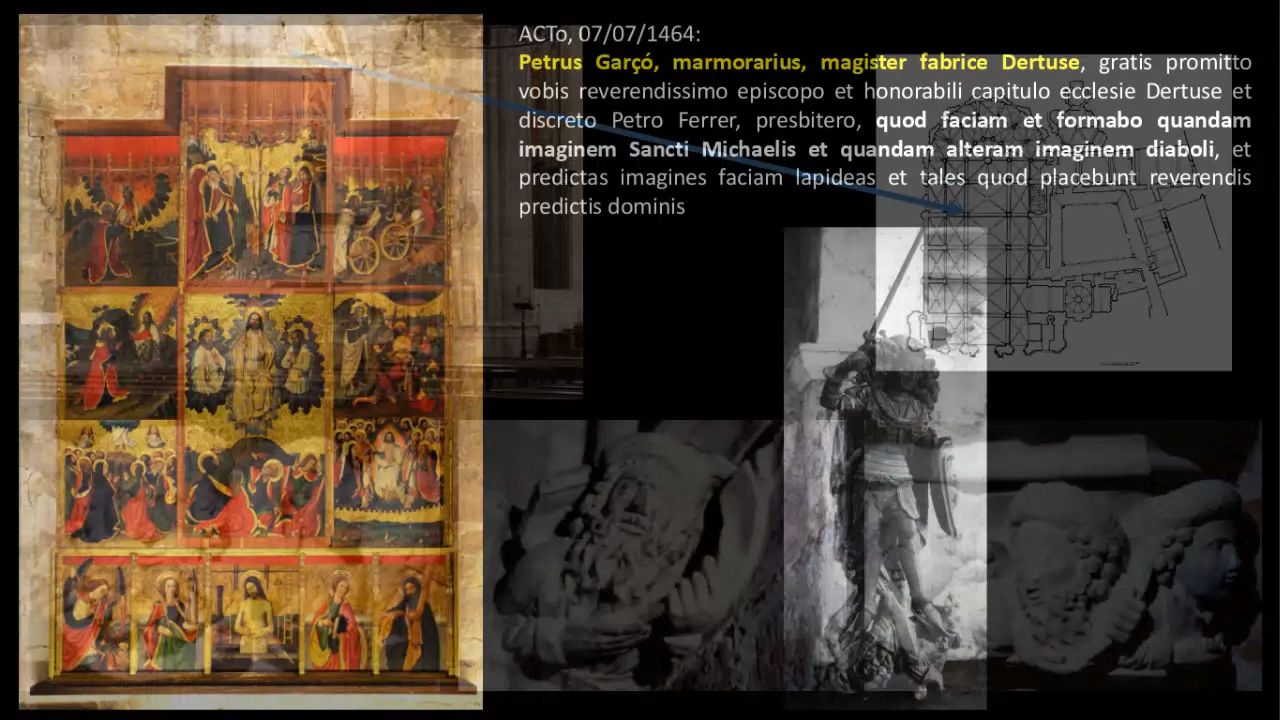 ACTo, 07/07/1464:
Petrus Garçó, marmorarius, magister fabrice Dertuse, gratis promitto
vobis reverendissimo episcopo et honorabili capitulo ecclesie Dertuse et
discreto Petro Ferrer, presbitero, quod faciam et formabo quandam
imaginem Sancti Michaelis et quandam alteram imaginem diaboli, et
predictas imagines faciam lapideas et tales quod placebunt reverendis
predictis dominis